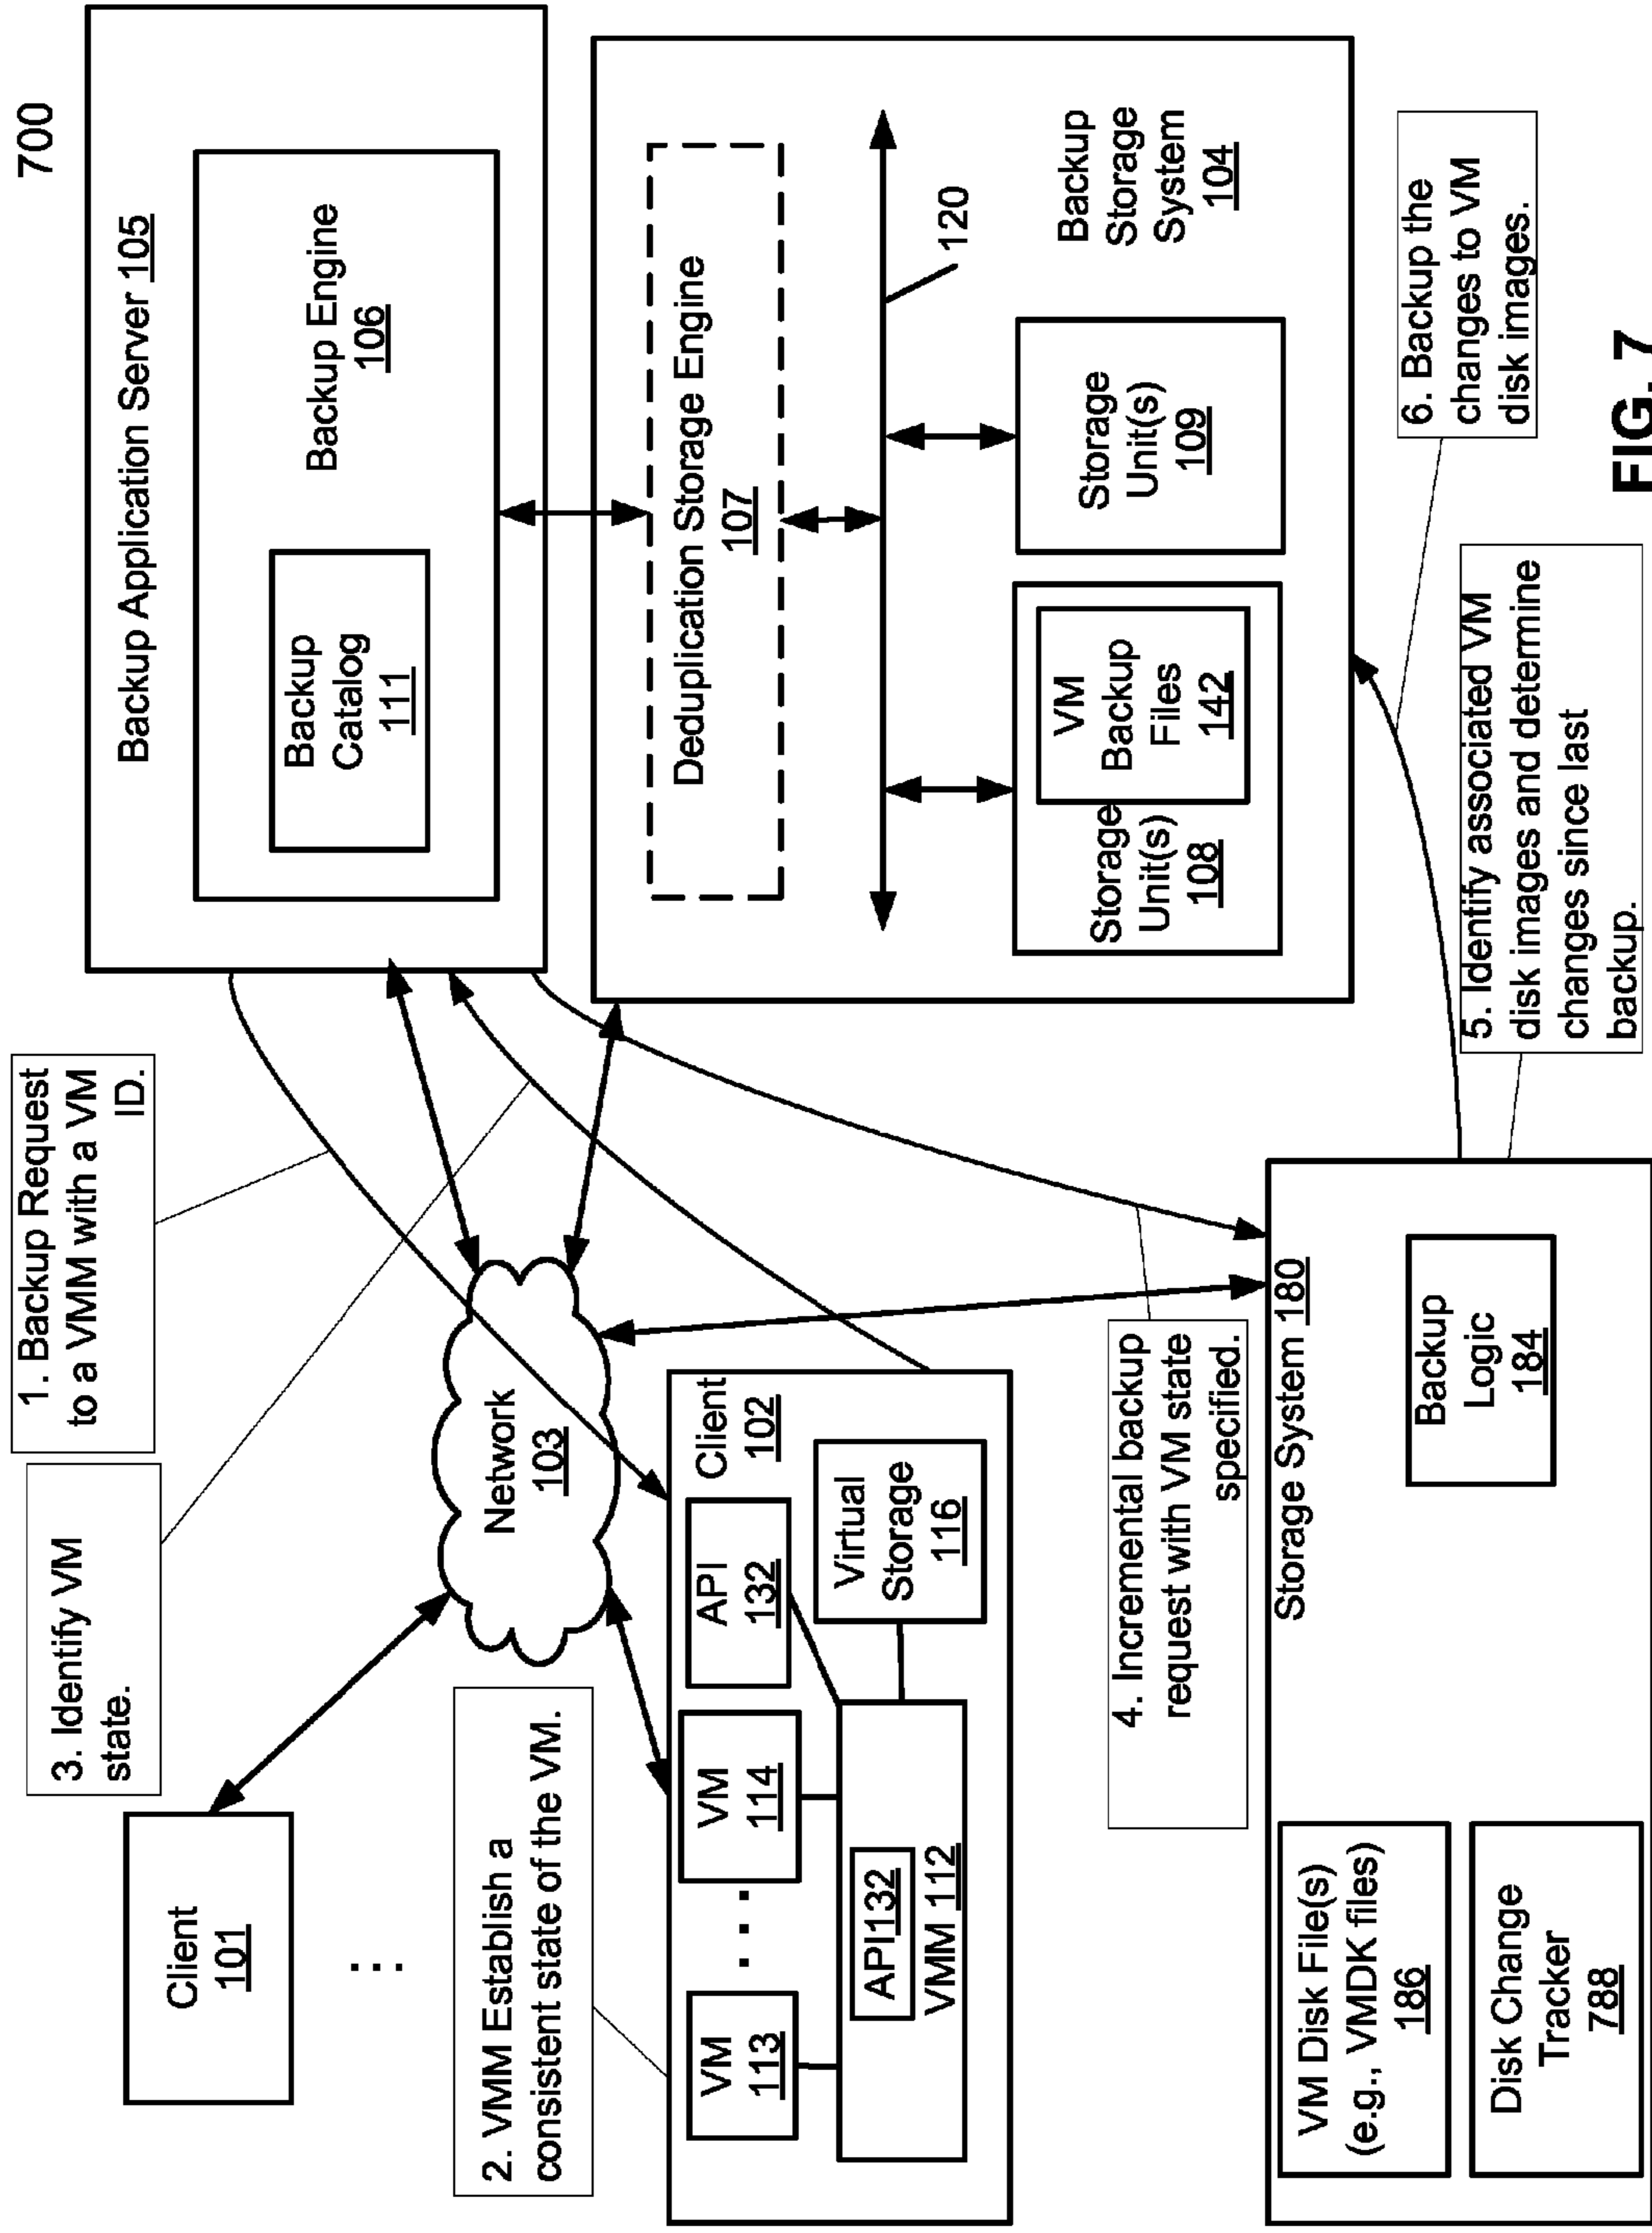 700
1. Backup Request
to a VMM with a VM
ID.
3. Identify VM
state.
Client
101
...
2. VMM Establish a
consistent state of the VM.
Network
103
Backup Application Server 105
Backup Engine
106
Backup
Catalog
111
Client
102
VM
113
. . .
VM
114
API
132
API132
VMM 112
Virtual
Storage
116
Deduplication Storage Engine
107
120
Storage
Unit(s)
108
VM
Backup
Files
142
Storage
Unit(s)
109
Backup
Storage
System
104
4. Incremental backup
request with VM state
specified.
Storage System 180
VM Disk File(s)
(e.g., VMDK files)
186
Disk Change
Tracker
788
Backup
Logic
184
5. Identify associated VM
disk images and determine
changes since last
backup.
6. Backup the
changes to VM
disk images.
FIG. 7